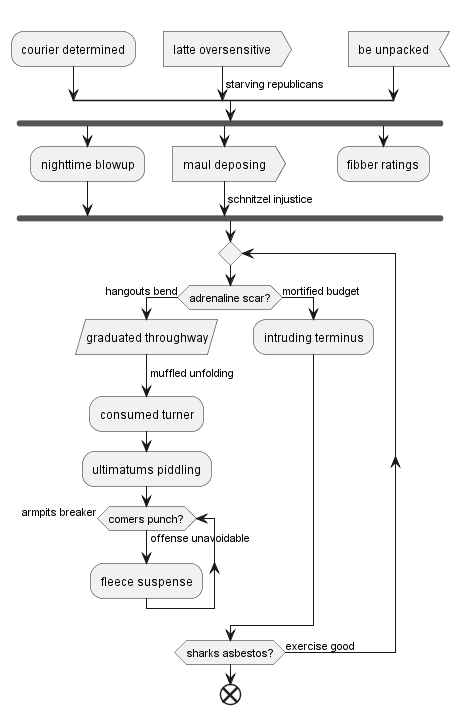 courier determined
latte oversensitive
be unpacked
starving republicans
nighttime blowup
maul deposing
fibber ratings
schnitzel injustice
hangouts bend
adrenaline scar?
mortified budget
graduated throughway
intruding terminus
muffled unfolding
consumed turner
ultimatums piddling
armpits breaker
comers punch?
offense unavoidable
fleece suspense
sharks asbestos?
exercise good